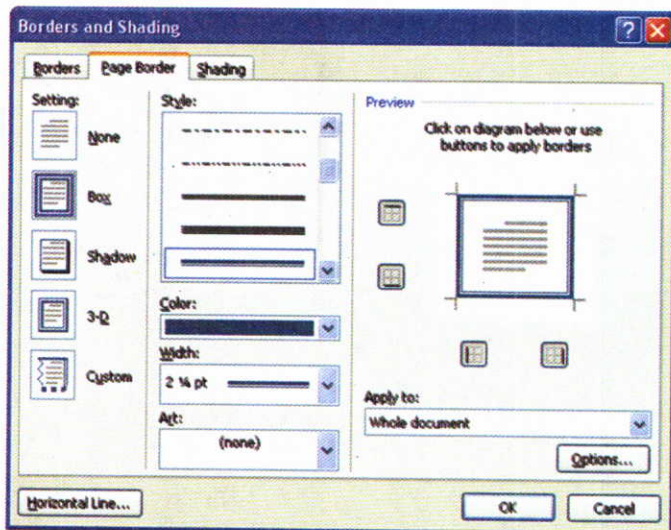 Borders and Shading
Borders Page Border Shading
Setting:
None
Box
Shadow
3-D
Custom
Style:
Color:
Width:
2 ¼ pt
Art:
(none)
Preview
Click on diagram below or use
buttons to apply borders
Apply to:
Whole document
Options...
Horizontal Line...
OK Cancel